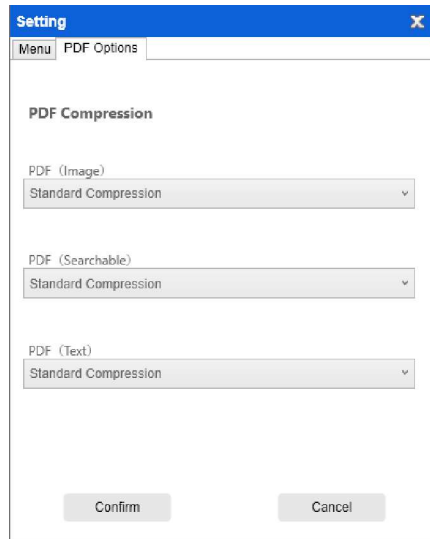 Setting
Menu PDF Options
PDF Compression
PDF (Image)
Standard Compression
PDF (Searchable)
Standard Compression
PDF (Text)
Standard Compression
Confirm Cancel